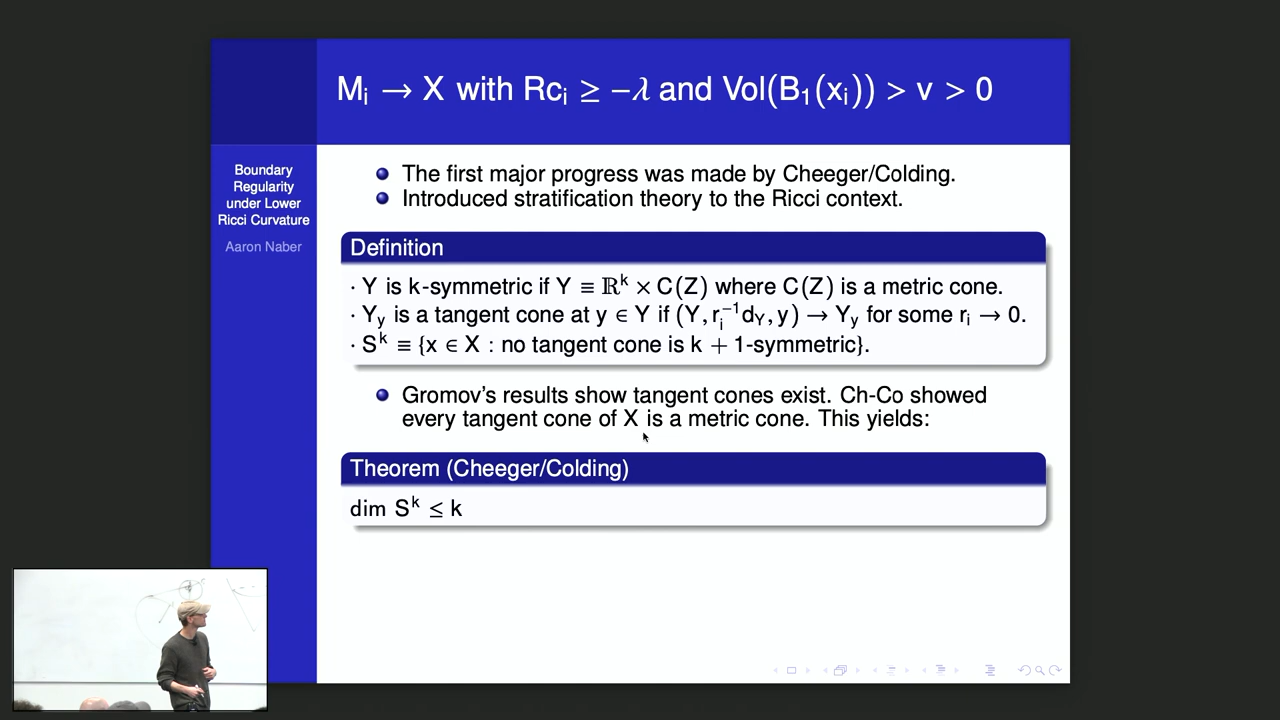 Mᵢ → X with Rcᵢ ≥ −λ and Vol(B₁(xᵢ)) > v > 0
Boundary
Regularity
under Lower
Ricci Curvature
Aaron Naber
The first major progress was made by Cheeger/Colding.
Introduced stratification theory to the Ricci context.
Definition
· Y is k-symmetric if Y ≡ ℝᵏ × C(Z) where C(Z) is a metric cone.
· Y_y is a tangent cone at y ∈ Y if (Y, rᵢ⁻¹d_Y, y) → Y_y for some rᵢ → 0.
· Sᵏ ≡ {x ∈ X : no tangent cone is k + 1-symmetric}.
Gromov's results show tangent cones exist. Ch-Co showed
every tangent cone of X is a metric cone. This yields:
Theorem (Cheeger/Colding)
dim Sᵏ ≤ k